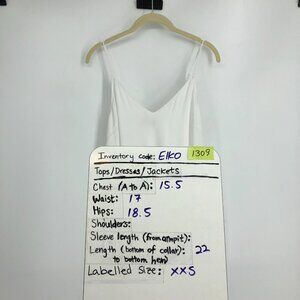 Inventory code: Elko 1309
Tops/Dresses/Jackets
Chest (A to A): 15.5
Waist: 17
Hips: 18.5
Shoulders:
Sleeve length (from armpit):
Length (bottom of collar): 22
to bottom hem)
Labelled Size: XXS